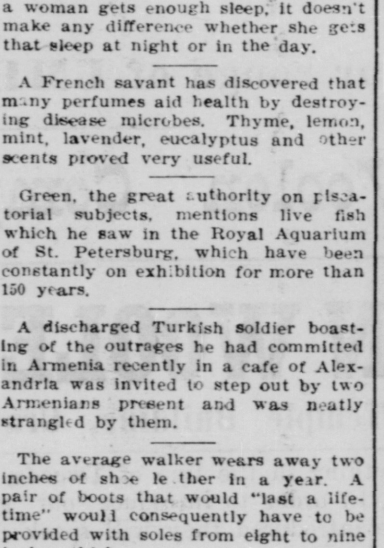 a woman gets enough sleep, it doesn't
make any difference whether she gets
that sleep at night or in the day.
A French savant has discovered that
many perfumes aid health by destroy-
ing disease microbes. Thyme, lemon,
mint, lavender, eucalyptus and other
scents proved very useful.
Green, the great authority on pisca-
torial subjects, mentions live fish
which he saw in the Royal Aquarium
of St. Petersburg, which have been
constantly on exhibition for more than
150 years.
A discharged Turkish soldier boast-
ing of the outrages he had committed
in Armenia recently in a cafe of Alex-
andria was invited to step out by two
Armenians present and was neatly
strangled by them.
The average walker wears away two
inches of shoe leather in a year. A
pair of boots that would "last a life-
time" would consequently have to be
provided with soles from eight to nine